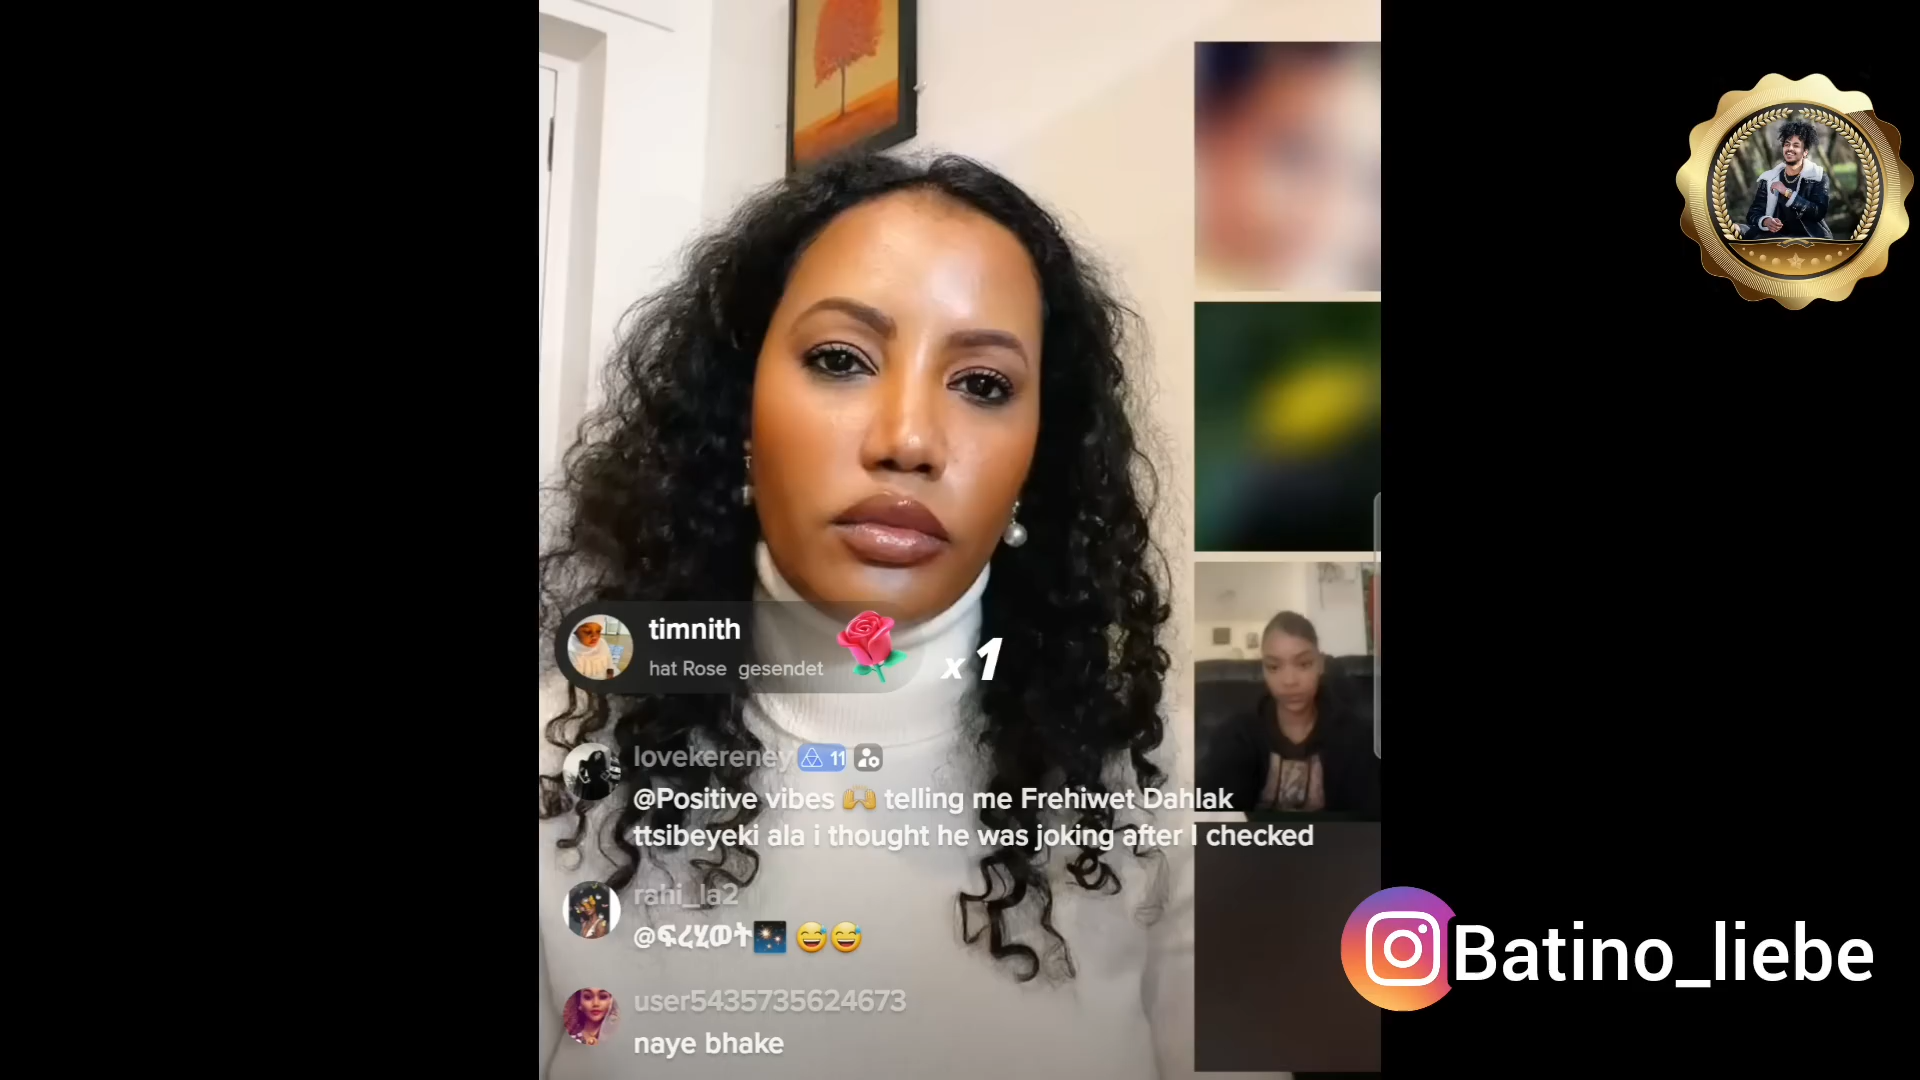 timnith
hat Rose gesendet
x 1
lovekereney 11
@Positive vibes 🙌 telling me Frehiwet Dahlak
ttsibeyeki ala i thought he was joking after I checked
rahi_la2
@ፍረሂወት🎇 😅😅
user5435735624673
naye bhake
Batino_liebe